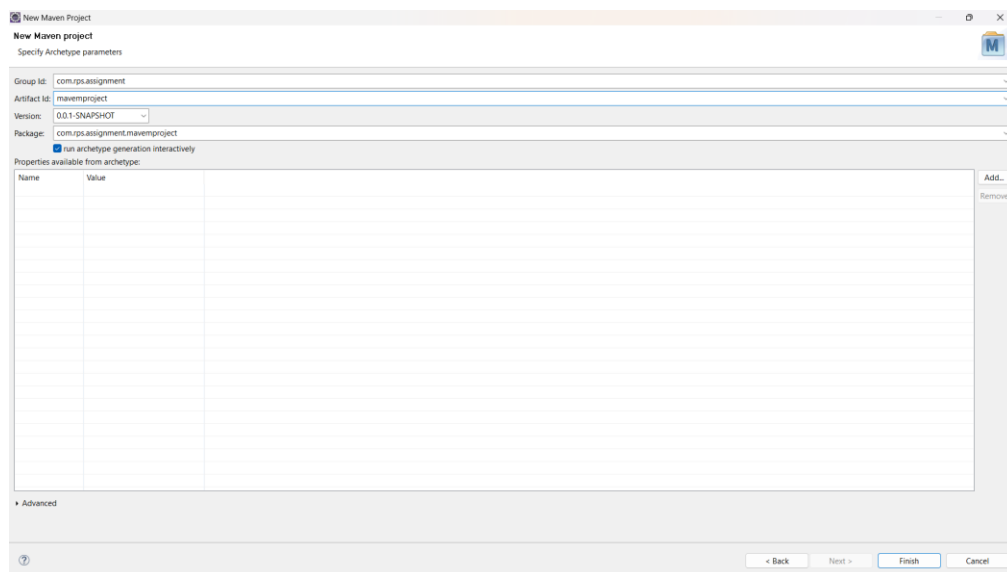 New Maven Project
New Maven project
Specify Archetype parameters
M
Group Id: com.rps.assignment
Artifact Id: mavemproject
Version: 0.0.1-SNAPSHOT
Package: com.rps.assignment.mavemproject
run archetype generation interactively
Properties available from archetype:
Name Value
Add...
Remove
Advanced
?
< Back Next > Finish Cancel